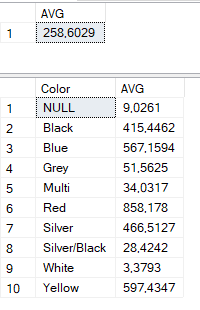 AVG
1 258,6029
Color AVG
1 NULL 9,0261
2 Black 415,4462
3 Blue 567,1594
4 Grey 51,5625
5 Multi 34,0317
6 Red 858,178
7 Silver 466,5127
8 Silver/Black 28,4242
9 White 3,3793
10 Yellow 597,4347